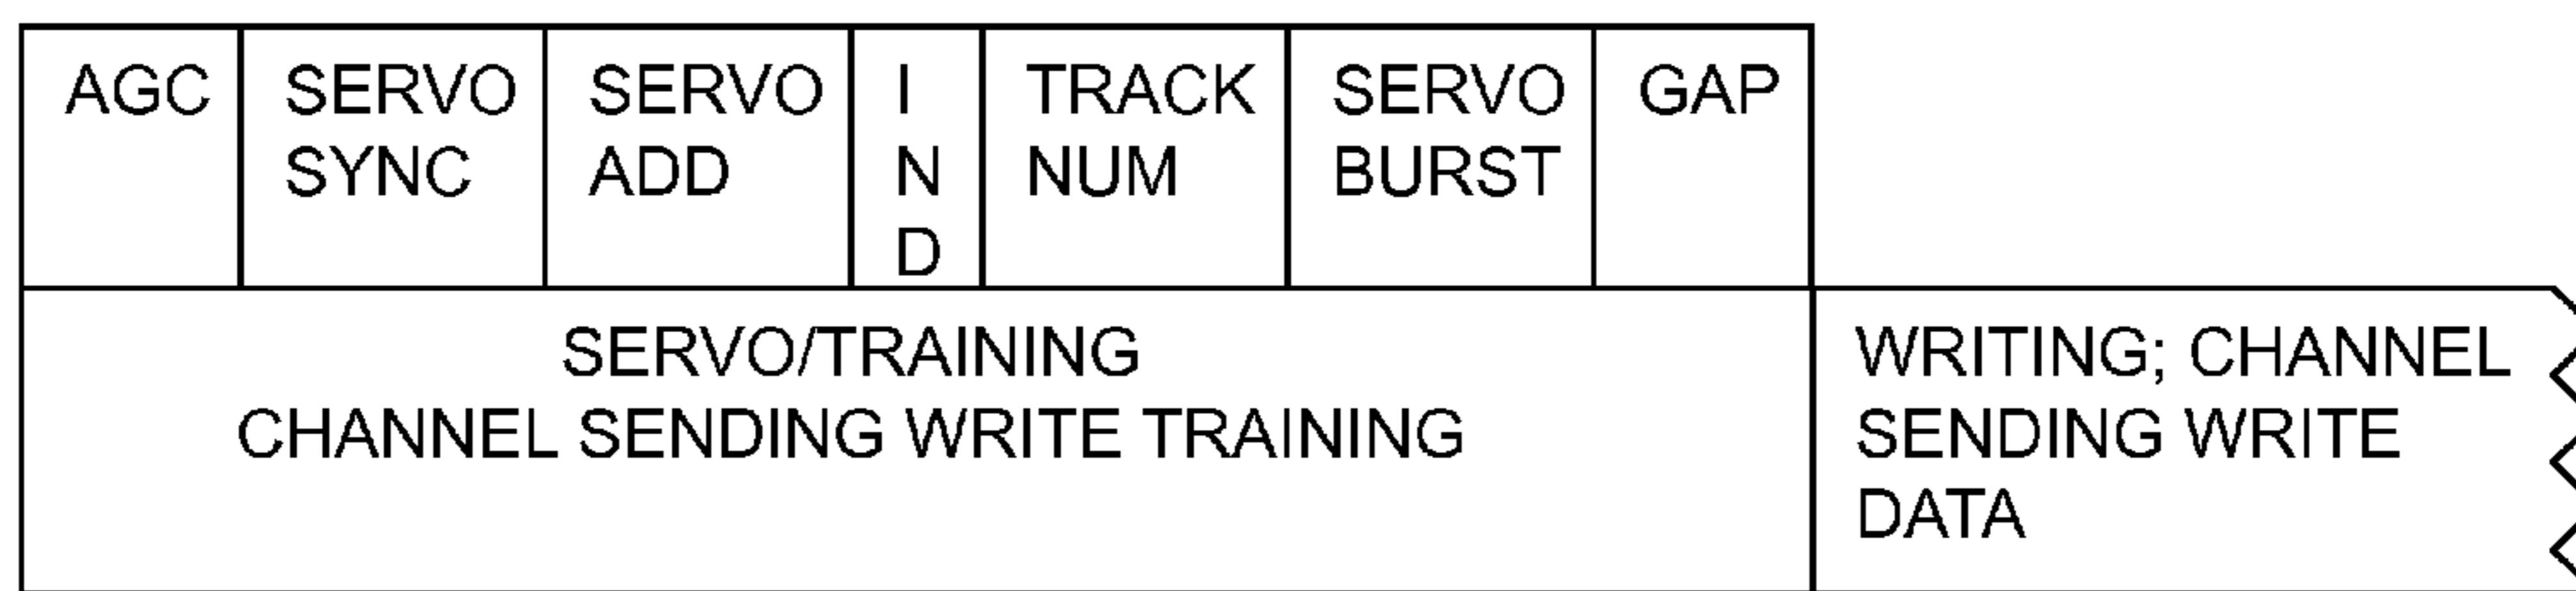 AGC
SERVO
SYNC
SERVO
ADD
I
N
D
TRACK
NUM
SERVO
BURST
GAP
SERVO/TRAINING
CHANNEL SENDING WRITE TRAINING
WRITING; CHANNEL
SENDING WRITE
DATA